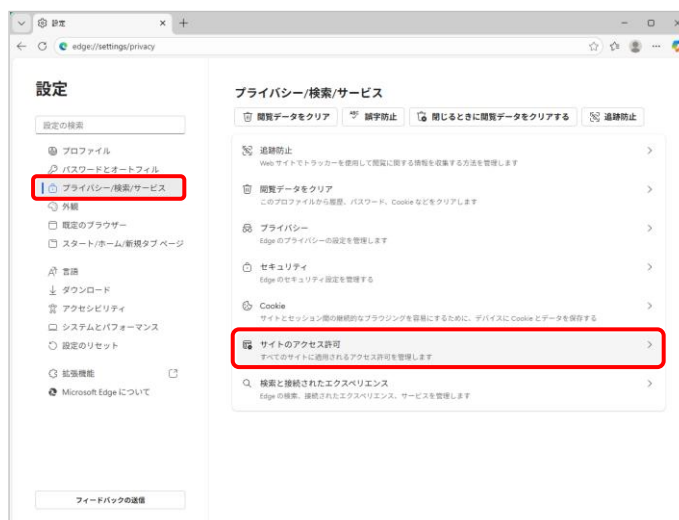 設定
edge://settings/privacy
設定
設定の検索
プロファイル
パスワードとオートフィル
プライバシー/検索/サービス
外観
既定のブラウザー
スタート/ホーム/新規タブ ページ
言語
ダウンロード
アクセシビリティ
システムとパフォーマンス
設定のリセット
拡張機能
Microsoft Edge について
フィードバックの送信
プライバシー/検索/サービス
閲覧データをクリア
ABC 誤字防止
閉じるときに閲覧データをクリアする
追跡防止
追跡防止
Web サイトでトラッカーを使用して閲覧に関する情報を収集する方法を管理します
閲覧データをクリア
このプロファイルから履歴、パスワード、Cookie などをクリアします
プライバシー
Edge のプライバシーの設定を管理します
セキュリティ
Edge のセキュリティ設定を管理する
Cookie
サイトとセッション間の継続的なブラウジングを容易にするために、デバイスに Cookie とデータを保存する
サイトのアクセス許可
すべてのサイトに適用されるアクセス許可を管理します
検索と接続されたエクスペリエンス
Edge の検索、接続されたエクスペリエンス、サービスを管理します